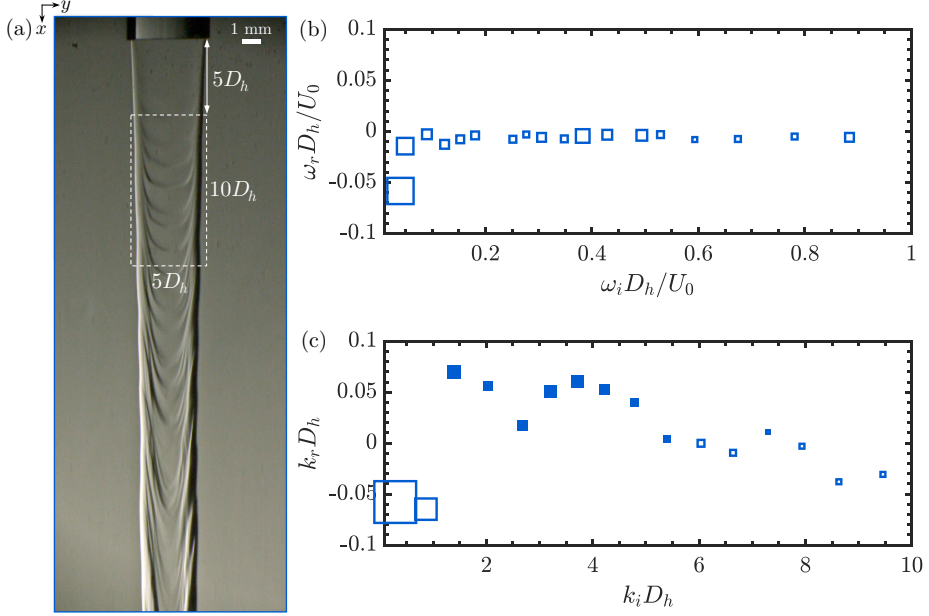 (a)
x
y
1 mm
5D_h
10D_h
5D_h
(b)
0.1
0.05
0
-0.05
-0.1
ω_r D_h/U_0
0.2
0.4
0.6
0.8
1
ω_i D_h/U_0
(c)
0.1
0.05
0
-0.05
-0.1
k_r D_h
2
4
6
8
10
k_i D_h